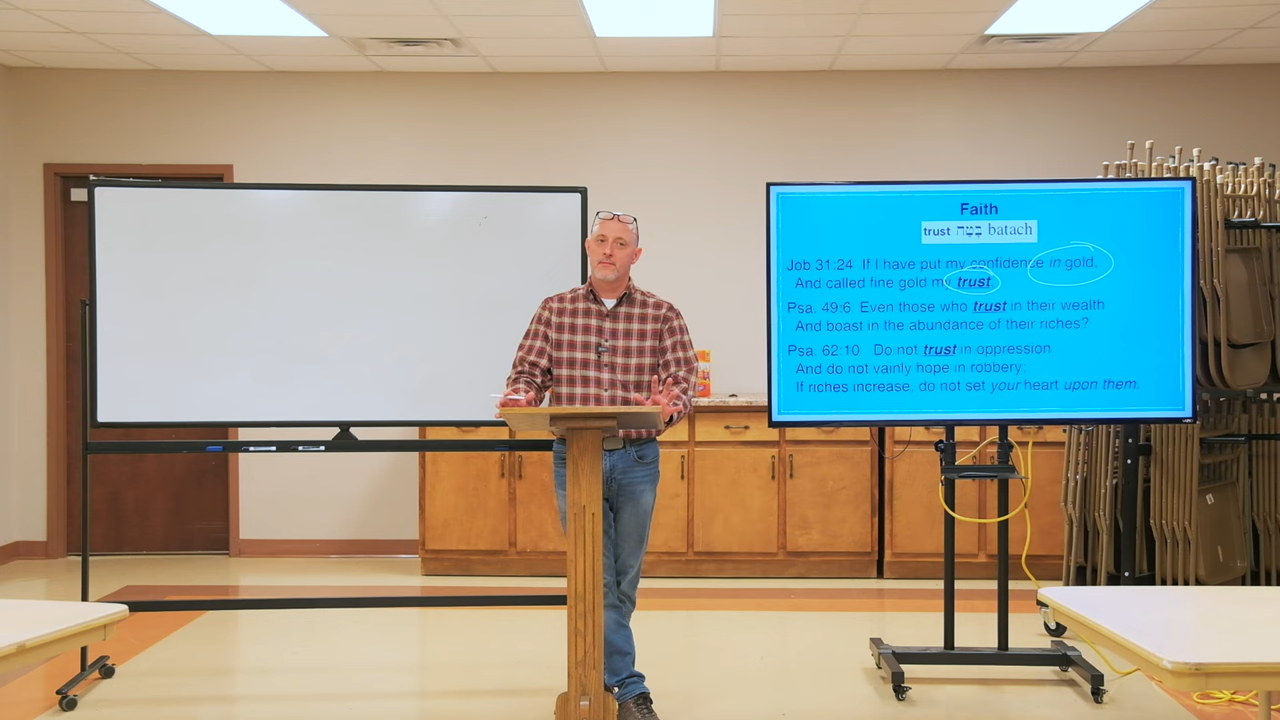 Faith
trust בָּטַח batach
Job 31:24 If I have put my confidence in gold,
And called fine gold my trust
Psa. 49:6 Even those who trust in their wealth
And boast in the abundance of their riches?
Psa. 62:10 Do not trust in oppression
And do not vainly hope in robbery;
If riches increase, do not set your heart upon them.